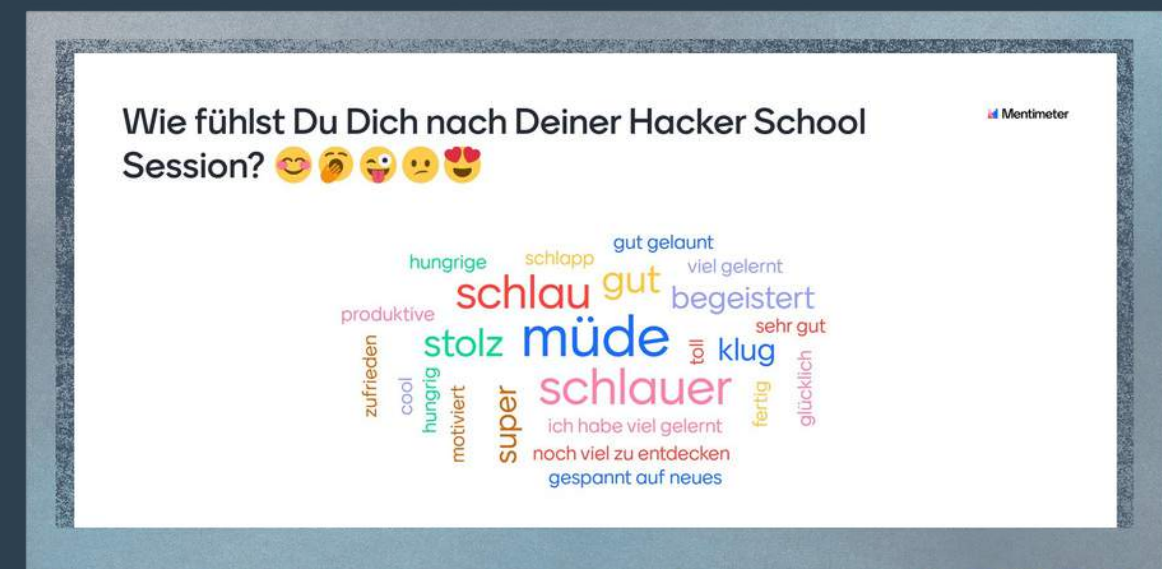 Wie fühlst Du Dich nach Deiner Hacker School
Session? 😊🥱😜😕😍
Mentimeter
gut gelaunt
hungrige
schlapp
viel gelernt
schlau
gut
begeistert
produktive
sehr gut
stolz
müde
toll
klug
zufrieden
cool
hungrig
motiviert
super
schlauer
fertig
glücklich
ich habe viel gelernt
noch viel zu entdecken
gespannt auf neues